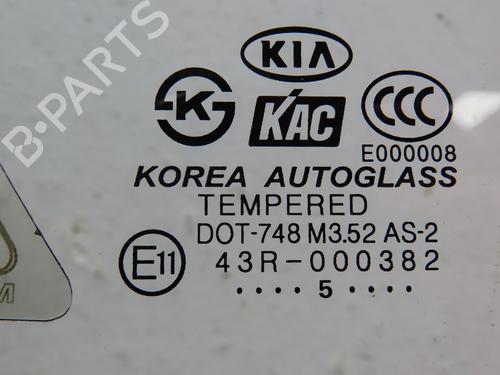 B-PARTS
KIA
K
KAC
CCC
E000008
KOREA AUTOGLASS
TEMPERED
DOT-748 M3.52 AS-2
E11
43R-000382
.... 5 ....